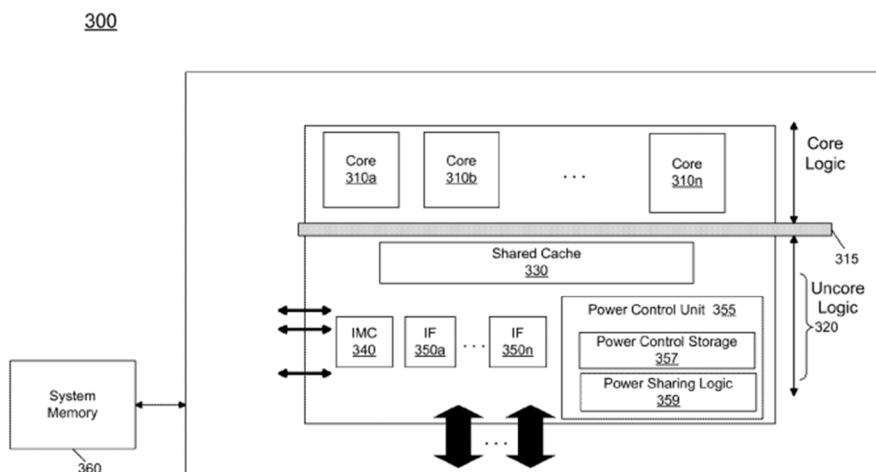 300
Core
310a
Core
310b
. . .
Core
310n
Core
Logic
315
Shared Cache
330
Uncore
Logic
320
Power Control Unit 355
IMC
340
IF
350a
. . .
IF
350n
Power Control Storage
357
Power Sharing Logic
359
System
Memory
360
. . .